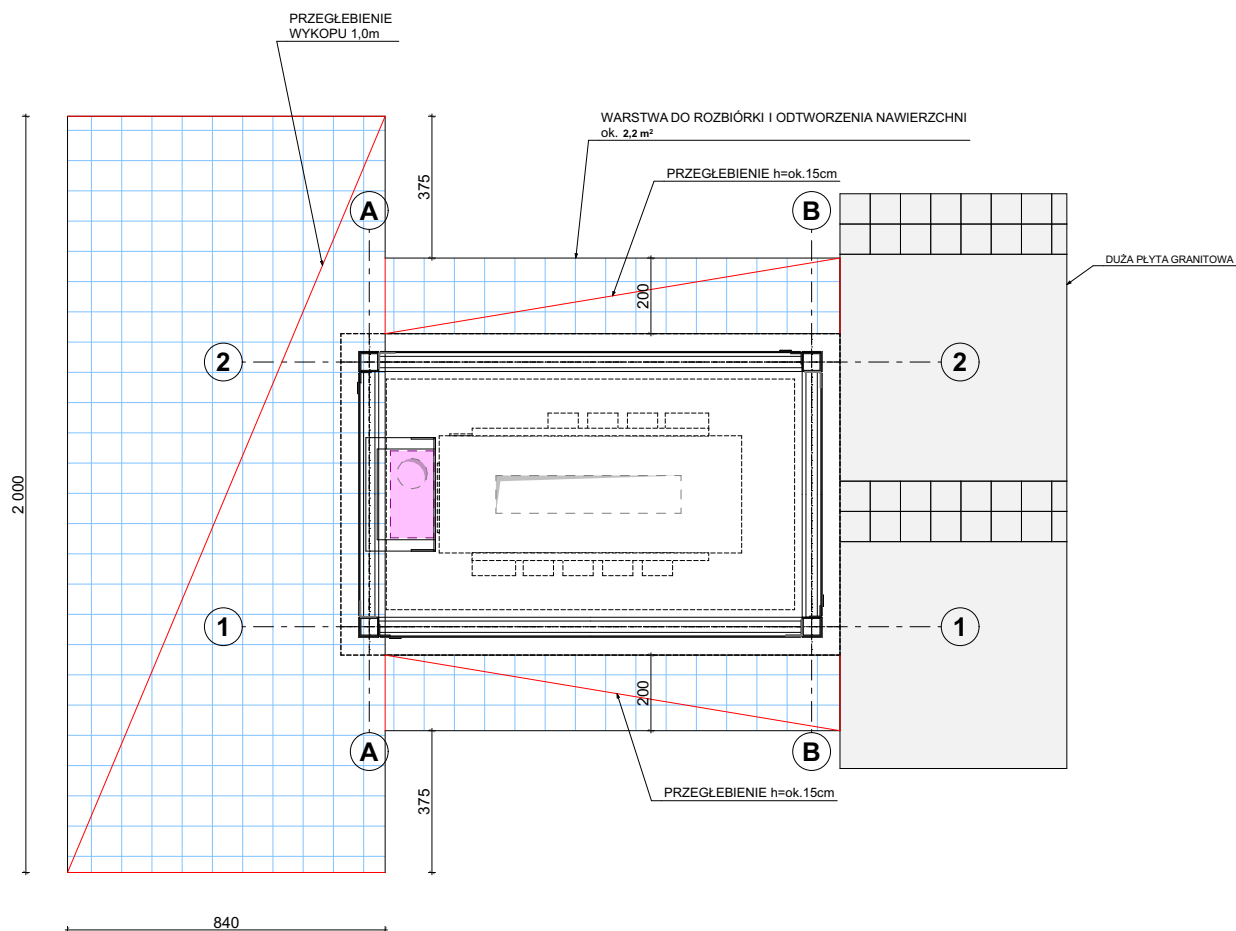 PRZEGŁEBIENIE
WYKOPU 1,0m
WARSTWA DO ROZBIÓRKI I ODTWORZENIA NAWIERZCHNI
ok. 2,2 m²
PRZEGŁEBIENIE h=ok.15cm
375
A
B
DUŻA PŁYTA GRANITOWA
200
2
2
2 000
1
1
200
A
B
PRZEGŁEBIENIE h=ok.15cm
375
840